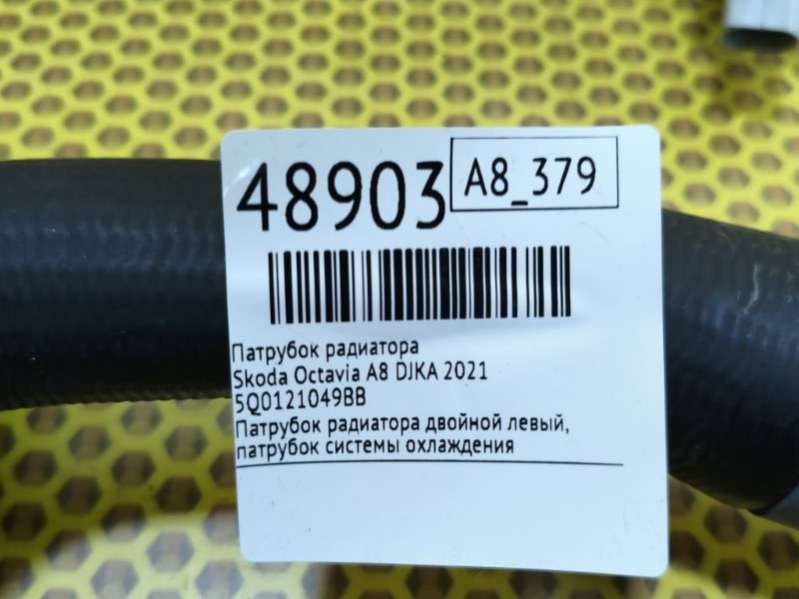 48903
A8_379
Патрубок радиатора
Skoda Octavia A8 DJKA 2021
5Q0121049BB
Патрубок радиатора двойной левый,
патрубок системы охлаждения